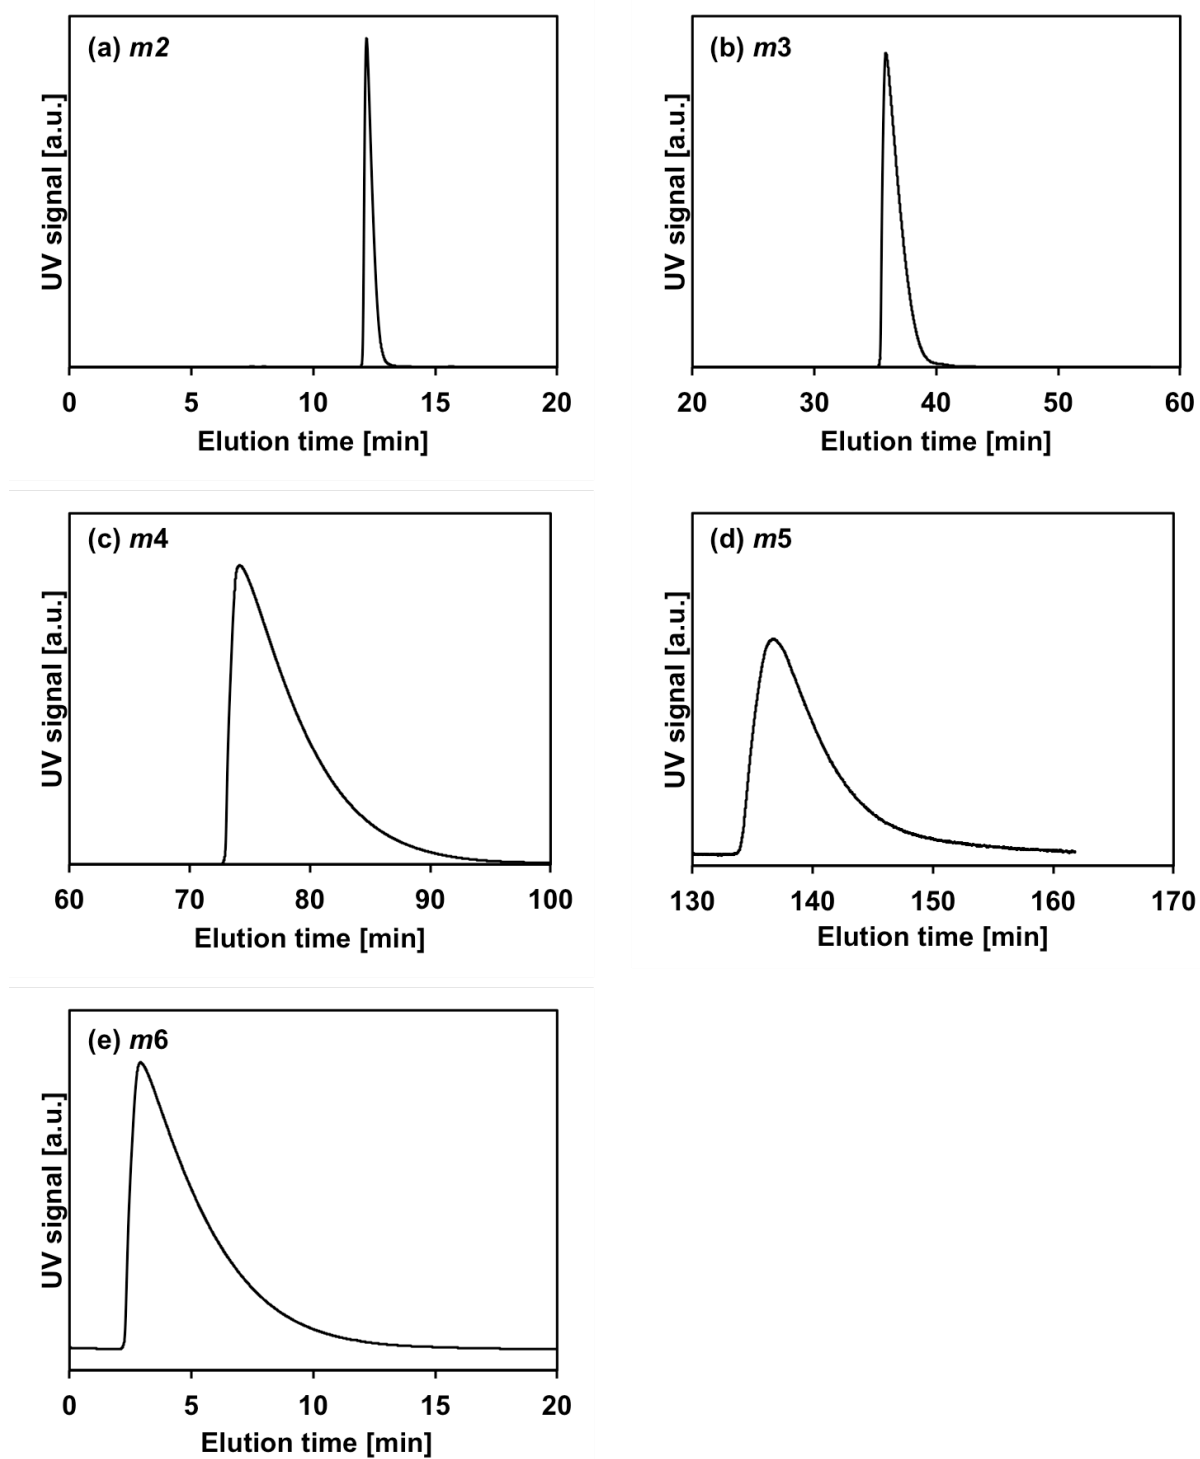 (a) m2
UV signal [a.u.]
0 5 10 15 20
Elution time [min]
(b) m3
UV signal [a.u.]
20 30 40 50 60
Elution time [min]
(c) m4
UV signal [a.u.]
60 70 80 90 100
Elution time [min]
(d) m5
UV signal [a.u.]
130 140 150 160 170
Elution time [min]
(e) m6
UV signal [a.u.]
0 5 10 15 20
Elution time [min]